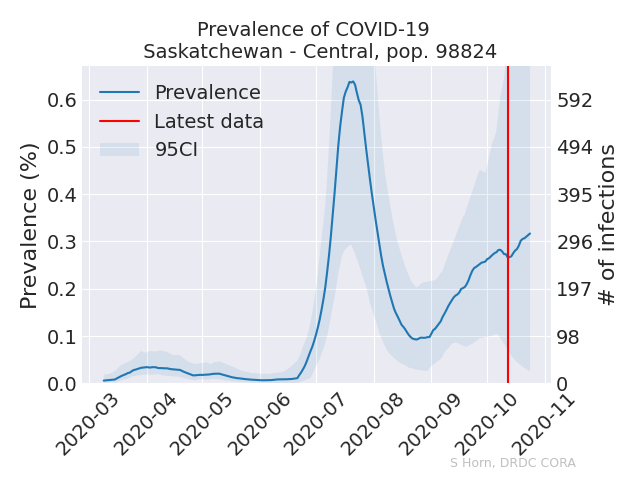 Prevalence of COVID-19
Saskatchewan - Central, pop. 98824
Prevalence
Latest data
95CI
Prevalence (%)
0.6
0.5
0.4
0.3
0.2
0.1
0.0
592
494
395
296
197
98
0
# of infections
2020-03
2020-04
2020-05
2020-06
2020-07
2020-08
2020-09
2020-10
2020-11
S Horn, DRDC CORA